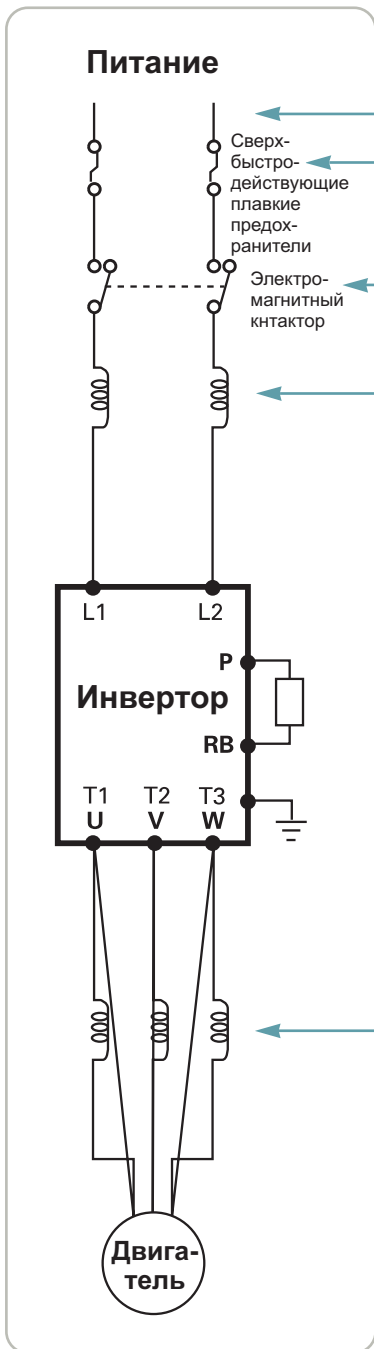 Питание
Сверх-
быстро-
действующие
плавкие
предох-
ранители
Электро-
магнитный
кнтактор
L1 L2
P
Инвертор
RB
T1 T2 T3
U V W
Двига-
тель